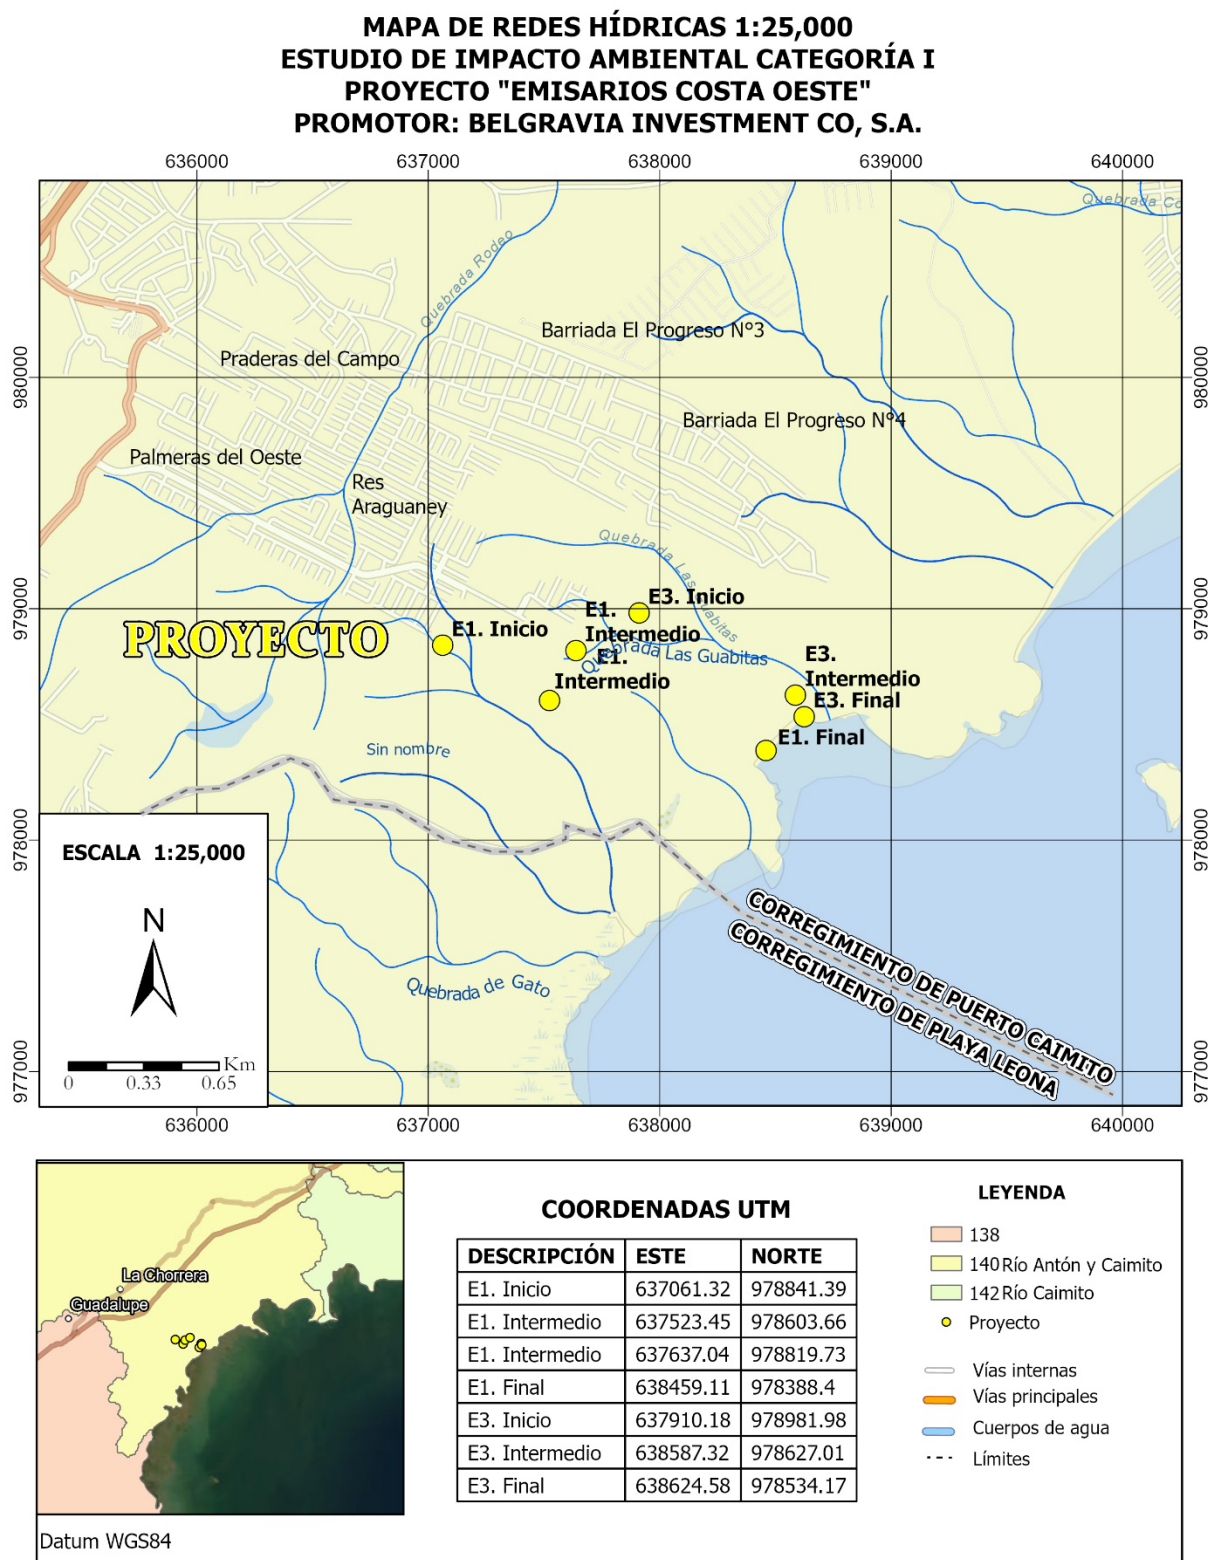 MAPA DE REDES HÍDRICAS 1:25,000
ESTUDIO DE IMPACTO AMBIENTAL CATEGORÍA I
PROYECTO "EMISARIOS COSTA OESTE"
PROMOTOR: BELGRAVIA INVESTMENT CO, S.A.
636000 637000 638000 639000 640000
Quebrada Co
Quebrada Rodeo
980000
Barriada El Progreso N°3
Praderas del Campo
980000
Barriada El Progreso N°4
Palmeras del Oeste
Res
Araguaney
Quebrada Las Guabitas
979000
E3. Inicio
979000
E1.
Intermedio
E1. Inicio
PROYECTO
Quebrada Las Guabitas
E1.
Intermedio
E3.
Intermedio
E3. Final
E1. Final
Sin nombre
978000
978000
ESCALA 1:25,000
N
Km
0 0.33 0.65
CORREGIMIENTO DE PUERTO CAIMITO
CORREGIMIENTO DE PLAYA LEONA
Quebrada de Gato
977000
977000
636000 637000 638000 639000 640000
La Chorrera
Guadalupe
Datum WGS84
COORDENADAS UTM
DESCRIPCIÓN ESTE NORTE
E1. Inicio 637061.32 978841.39
E1. Intermedio 637523.45 978603.66
E1. Intermedio 637637.04 978819.73
E1. Final 638459.11 978388.4
E3. Inicio 637910.18 978981.98
E3. Intermedio 638587.32 978627.01
E3. Final 638624.58 978534.17
LEYENDA
138
140 Río Antón y Caimito
142 Río Caimito
Proyecto
Vías internas
Vías principales
Cuerpos de agua
Límites